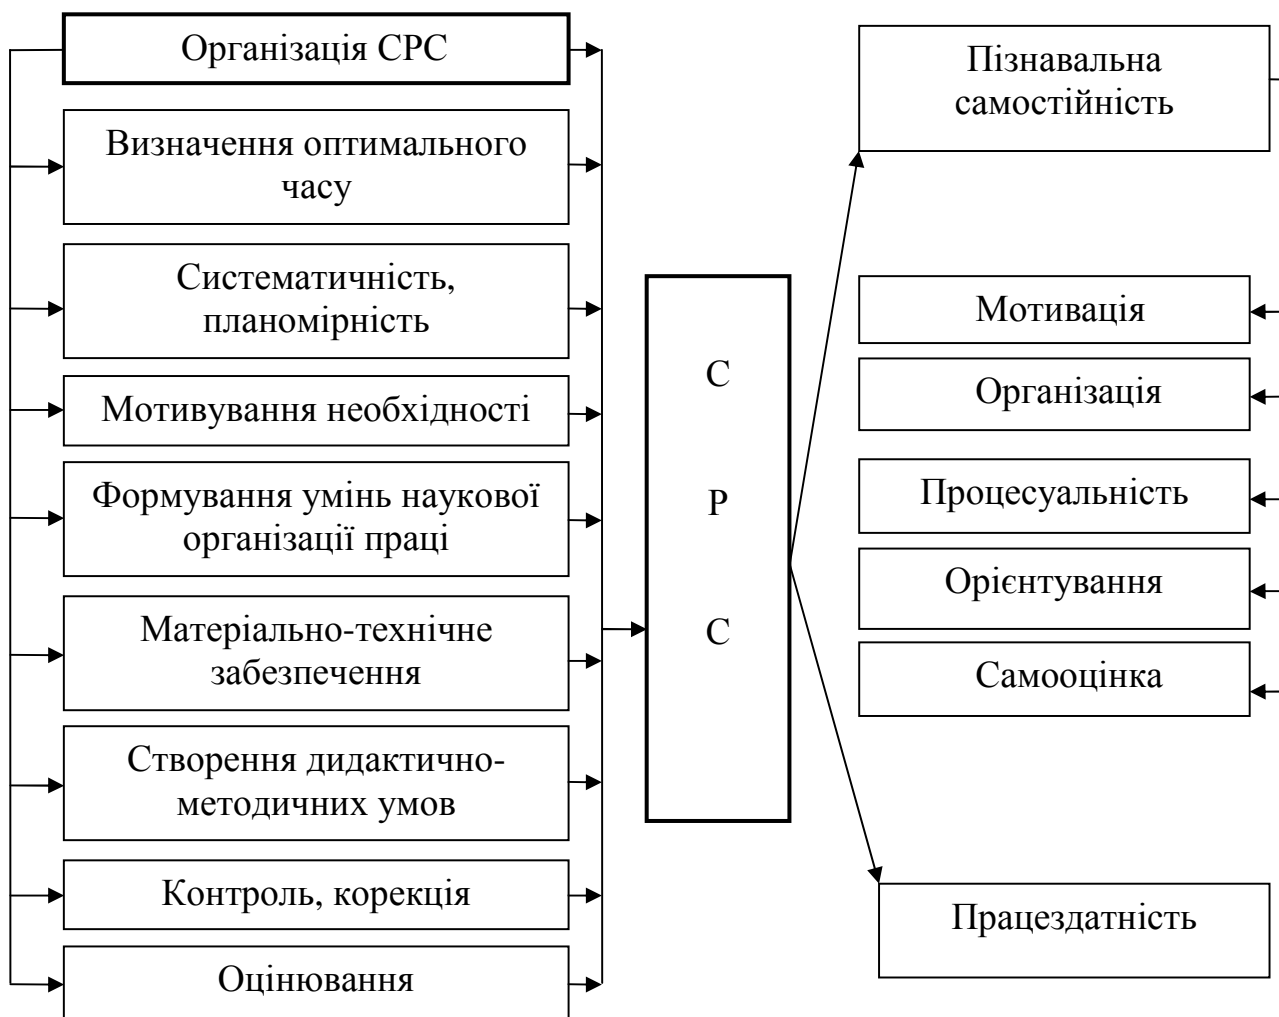 Організація СРС
Визначення оптимального
часу
Систематичність,
планомірність
Мотивування необхідності
Формування умінь наукової
організації праці
Матеріально-технічне
забезпечення
Створення дидактично-
методичних умов
Контроль, корекція
Оцінювання
С
Р
С
Пізнавальна
самостійність
Мотивація
Організація
Процесуальність
Орієнтування
Самооцінка
Працездатність